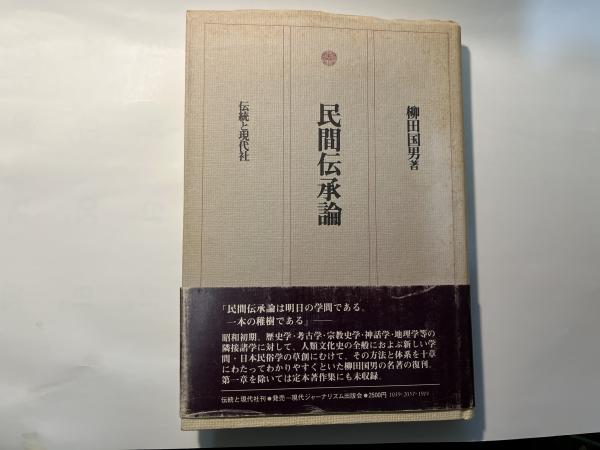 柳田国男著
民間伝承論
伝統と現代社
「民間伝承論は明日の学問である。
一本の稚樹である」――
昭和初期。歴史学・考古学・宗教史学・神話学・地理学等の
隣接諸学に対して、人類文化史の全般におよぶ新しい学
問・日本民俗学の草創にむけて、その方法と体系を十章
にわたってわかりやすくといた柳田国男の名著の復刊。
第一章を除いては定本著作集にも未収録。
伝統と現代社刊●発売―現代ジャーナリズム出版会●2500円